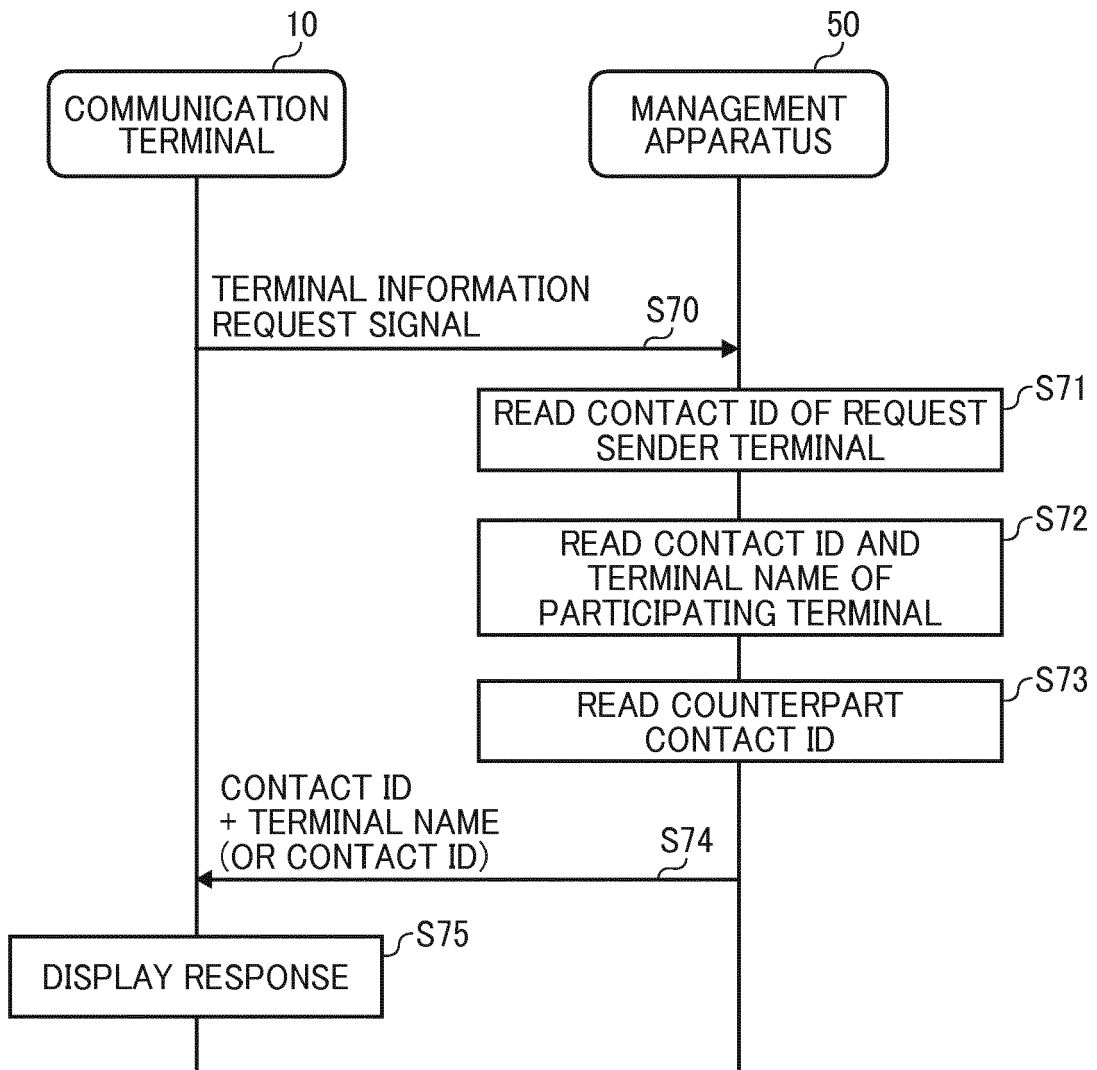 10
50
COMMUNICATION
TERMINAL
MANAGEMENT
APPARATUS
TERMINAL INFORMATION
REQUEST SIGNAL
S70
S71
READ CONTACT ID OF REQUEST
SENDER TERMINAL
S72
READ CONTACT ID AND
TERMINAL NAME OF
PARTICIPATING TERMINAL
S73
READ COUNTERPART
CONTACT ID
CONTACT ID
+ TERMINAL NAME
(OR CONTACT ID)
S74
S75
DISPLAY RESPONSE